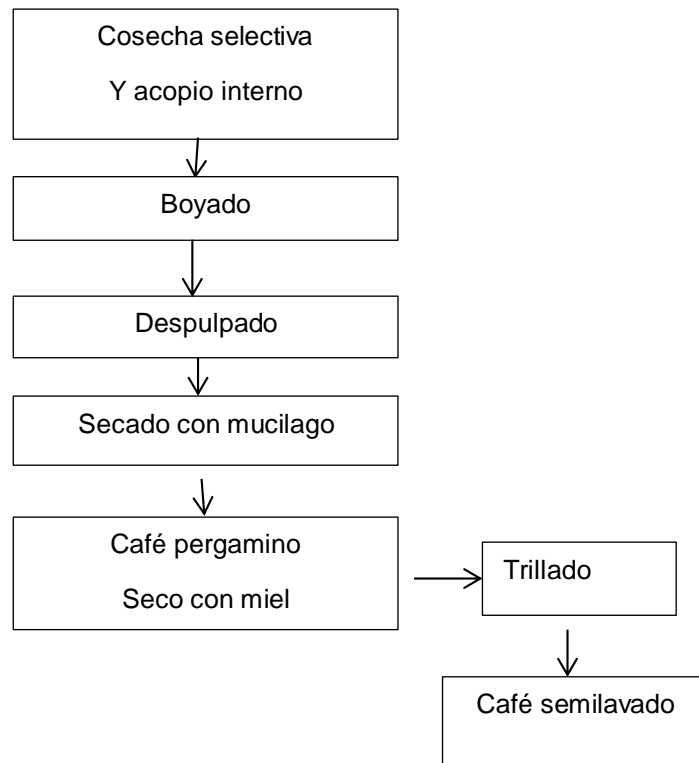 Cosecha selectiva
Y acopio interno
Boyado
Despulpado
Secado con mucilago
Café pergamino
Seco con miel
Trillado
Café semilavado